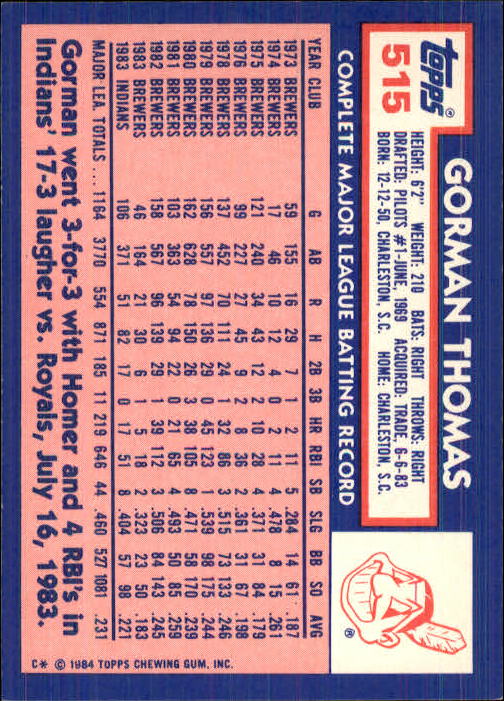 topps®
515
GORMAN THOMAS
HEIGHT: 6'2" WEIGHT: 210 BATS: RIGHT THROWS: RIGHT
DRAFTED: PILOTS #1-JUNE, 1969 ACQUIRED: TRADE, 6-6-83
BORN: 12-12-50, CHARLESTON, S.C. HOME: CHARLESTON, S.C.
®
COMPLETE MAJOR LEAGUE BATTING RECORD
YEAR CLUB G AB R H 2B 3B HR RBI SB SLG BB SO AVG
1973 BREWERS 59 155 16 29 7 1 2 11 5 .284 14 61 .187
1974 BREWERS 17 46 10 12 4 0 2 11 4 .478 8 15 .261
1975 BREWERS 121 240 34 43 12 2 10 28 4 .371 31 84 .179
1976 BREWERS 99 227 27 45 9 2 8 36 2 .361 31 67 .198
1978 BREWERS 137 452 70 111 24 1 32 86 3 .515 73 133 .246
1979 BREWERS 156 557 97 136 29 0 45 123 1 .539 98 175 .244
1980 BREWERS 162 628 78 150 26 3 38 105 8 .471 58 170 .239
1981 BREWERS 103 363 54 94 22 0 21 65 4 .493 50 85 .259
1982 BREWERS 158 567 96 139 29 1 39 112 3 .506 84 143 .245
1983 BREWERS 46 164 21 30 6 1 5 18 2 .323 23 50 .183
1983 INDIANS 106 371 51 82 17 0 17 51 8 .404 57 98 .221
MAJOR LEA. TOTALS ... 1164 3770 554 871 185 11 219 646 44 .460 527 1081 .231
Gorman went 3-for-3 with Homer and 4 RBI's in
Indians' 17-3 laugher vs. Royals, July 16, 1983.
C* © 1984 TOPPS CHEWING GUM, INC.